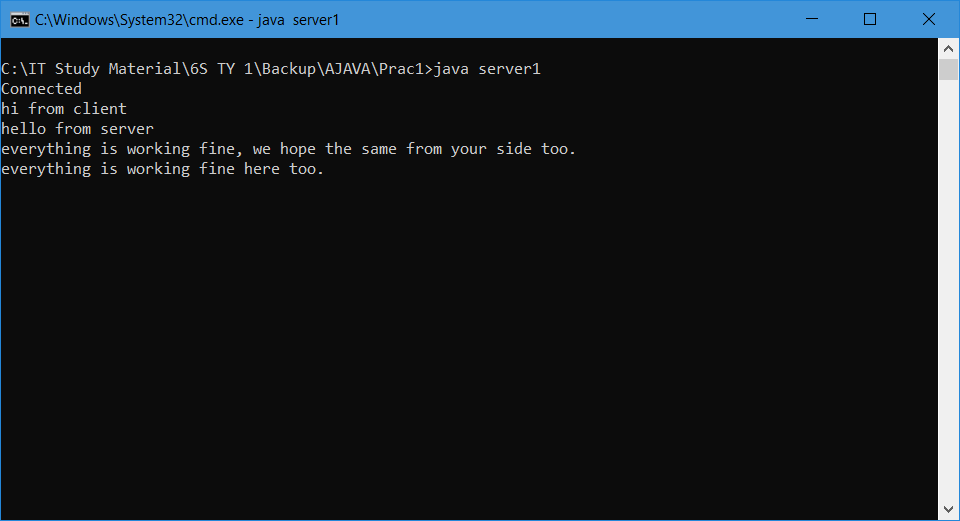 C:\Windows\System32\cmd.exe - java  server1
C:\IT Study Material\6S TY 1\Backup\AJAVA\Prac1>java server1
Connected
hi from client
hello from server
everything is working fine, we hope the same from your side too.
everything is working fine here too.